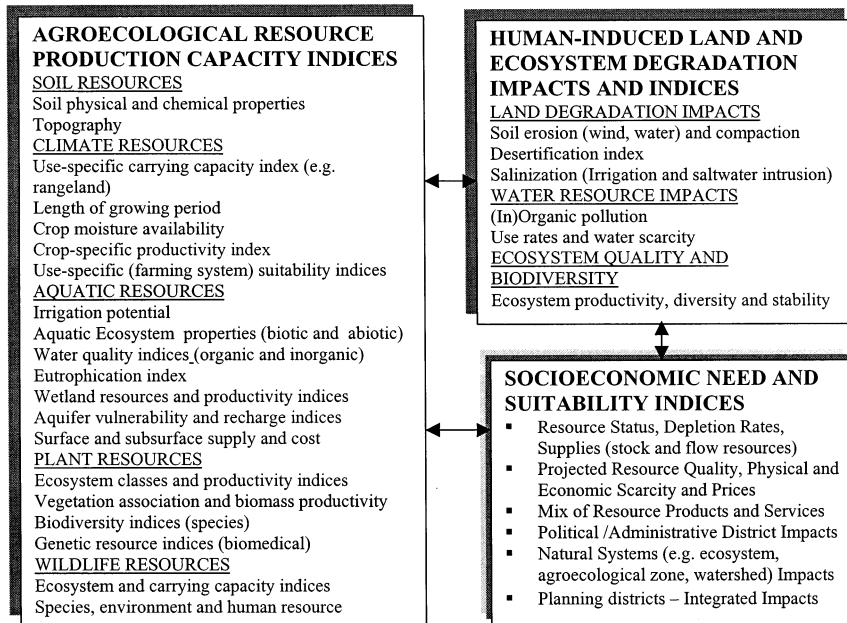 AGROECOLOGICAL RESOURCE
PRODUCTION CAPACITY INDICES
SOIL RESOURCES
Soil physical and chemical properties
Topography
CLIMATE RESOURCES
Use-specific carrying capacity index (e.g.
rangeland)
Length of growing period
Crop moisture availability
Crop-specific productivity index
Use-specific (farming system) suitability indices
AQUATIC RESOURCES
Irrigation potential
Aquatic Ecosystem properties (biotic and abiotic)
Water quality indices (organic and inorganic)
Eutrophication index
Wetland resources and productivity indices
Aquifer vulnerability and recharge indices
Surface and subsurface supply and cost
PLANT RESOURCES
Ecosystem classes and productivity indices
Vegetation association and biomass productivity
Biodiversity indices (species)
Genetic resource indices (biomedical)
WILDLIFE RESOURCES
Ecosystem and carrying capacity indices
Species, environment and human resource
HUMAN-INDUCED LAND AND
ECOSYSTEM DEGRADATION
IMPACTS AND INDICES
LAND DEGRADATION IMPACTS
Soil erosion (wind, water) and compaction
Desertification index
Salinization (Irrigation and saltwater intrusion)
WATER RESOURCE IMPACTS
(In)Organic pollution
Use rates and water scarcity
ECOSYSTEM QUALITY AND
BIODIVERSITY
Ecosystem productivity, diversity and stability
SOCIOECONOMIC NEED AND
SUITABILITY INDICES
▪ Resource Status, Depletion Rates,
Supplies (stock and flow resources)
▪ Projected Resource Quality, Physical and
Economic Scarcity and Prices
▪ Mix of Resource Products and Services
▪ Political /Administrative District Impacts
▪ Natural Systems (e.g. ecosystem,
agroecological zone, watershed) Impacts
▪ Planning districts – Integrated Impacts